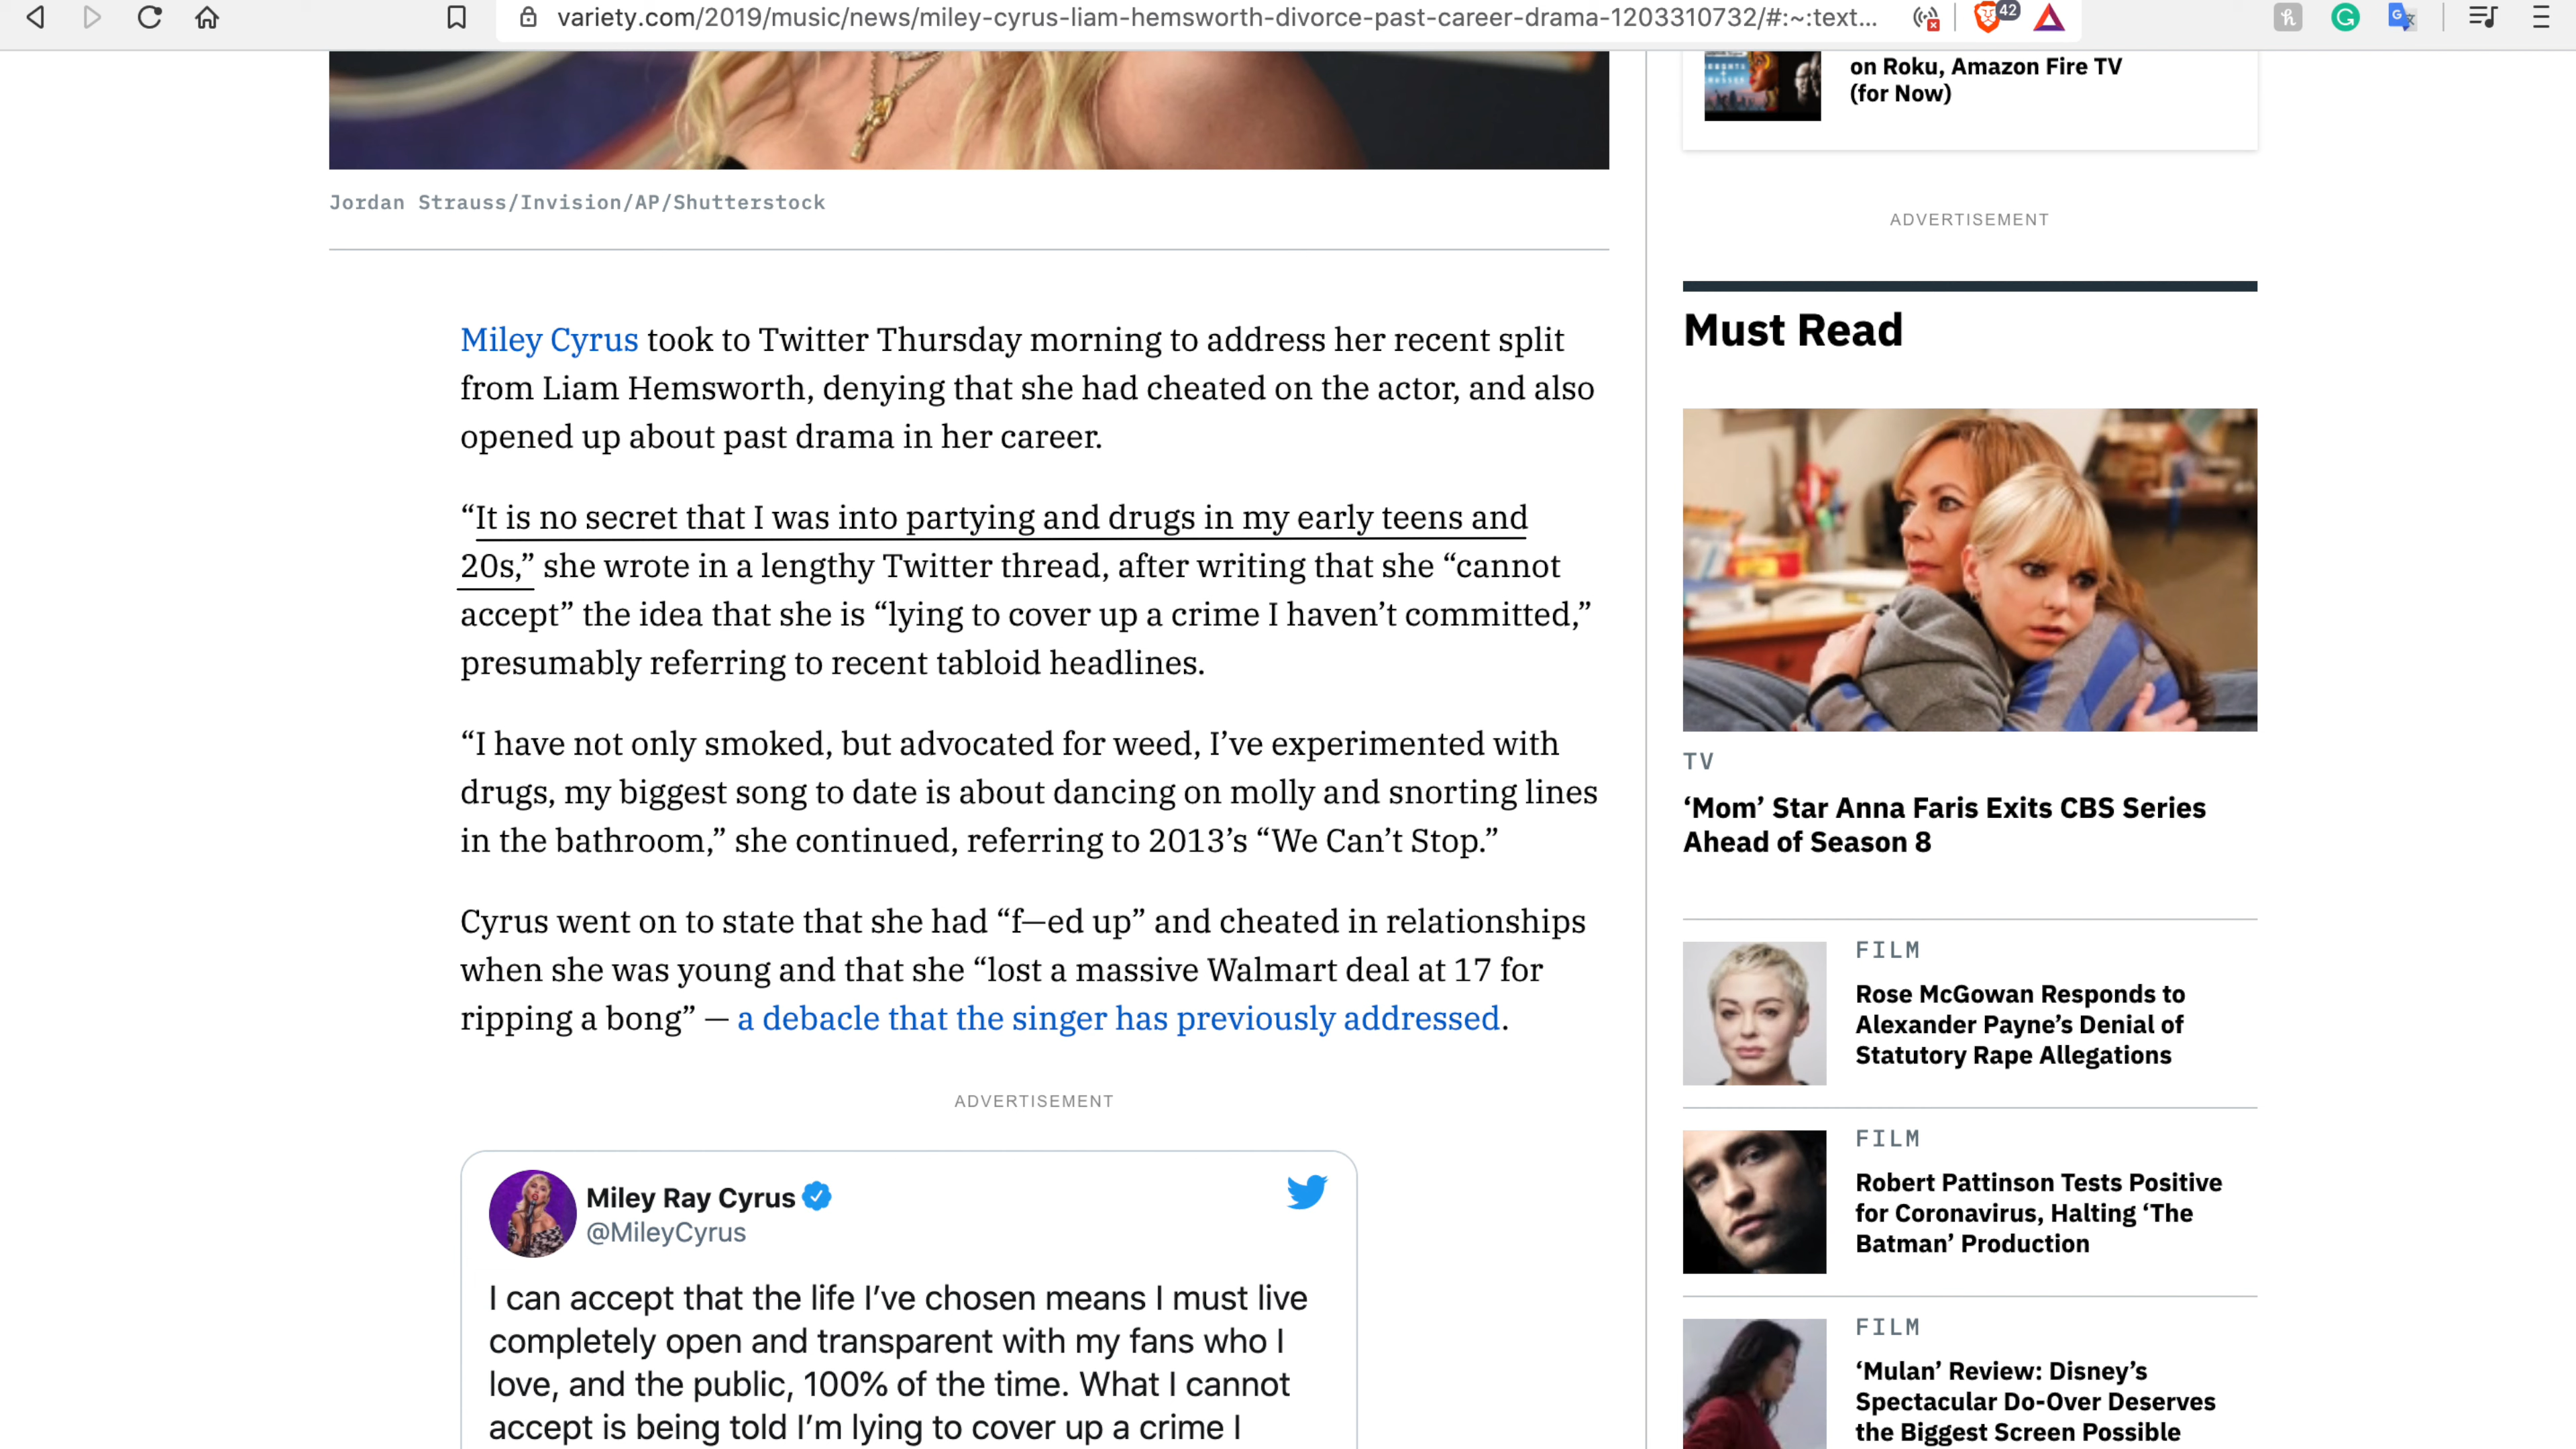 variety.com/2019/music/news/miley-cyrus-liam-hemsworth-divorce-past-career-drama-1203310732/#:~:text...
42
on Roku, Amazon Fire TV
(for Now)
Jordan Strauss/Invision/AP/Shutterstock
ADVERTISEMENT
Miley Cyrus took to Twitter Thursday morning to address her recent split
from Liam Hemsworth, denying that she had cheated on the actor, and also
opened up about past drama in her career.
“It is no secret that I was into partying and drugs in my early teens and
20s,” she wrote in a lengthy Twitter thread, after writing that she “cannot
accept” the idea that she is “lying to cover up a crime I haven’t committed,”
presumably referring to recent tabloid headlines.
“I have not only smoked, but advocated for weed, I’ve experimented with
drugs, my biggest song to date is about dancing on molly and snorting lines
in the bathroom,” she continued, referring to 2013’s “We Can’t Stop.”
Cyrus went on to state that she had “f—ed up” and cheated in relationships
when she was young and that she “lost a massive Walmart deal at 17 for
ripping a bong” — a debacle that the singer has previously addressed.
ADVERTISEMENT
Miley Ray Cyrus
@MileyCyrus
I can accept that the life I’ve chosen means I must live
completely open and transparent with my fans who I
love, and the public, 100% of the time. What I cannot
accept is being told I’m lying to cover up a crime I
Must Read
TV
‘Mom’ Star Anna Faris Exits CBS Series
Ahead of Season 8
FILM
Rose McGowan Responds to
Alexander Payne’s Denial of
Statutory Rape Allegations
FILM
Robert Pattinson Tests Positive
for Coronavirus, Halting ‘The
Batman’ Production
FILM
‘Mulan’ Review: Disney’s
Spectacular Do-Over Deserves
the Biggest Screen Possible